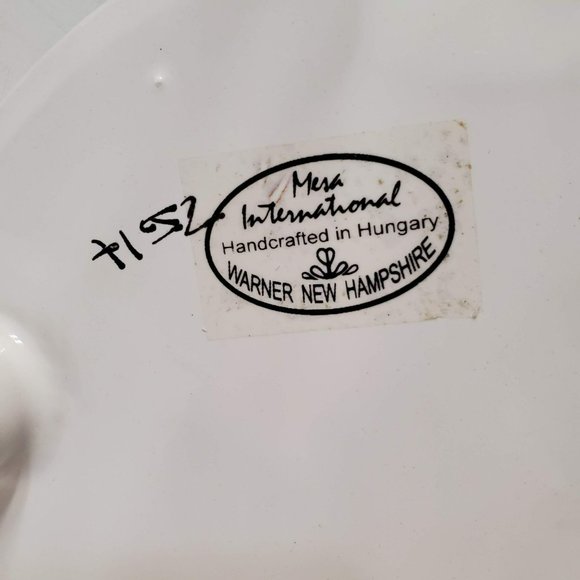 Mesa
International
Handcrafted in Hungary
WARNER NEW HAMPSHIRE